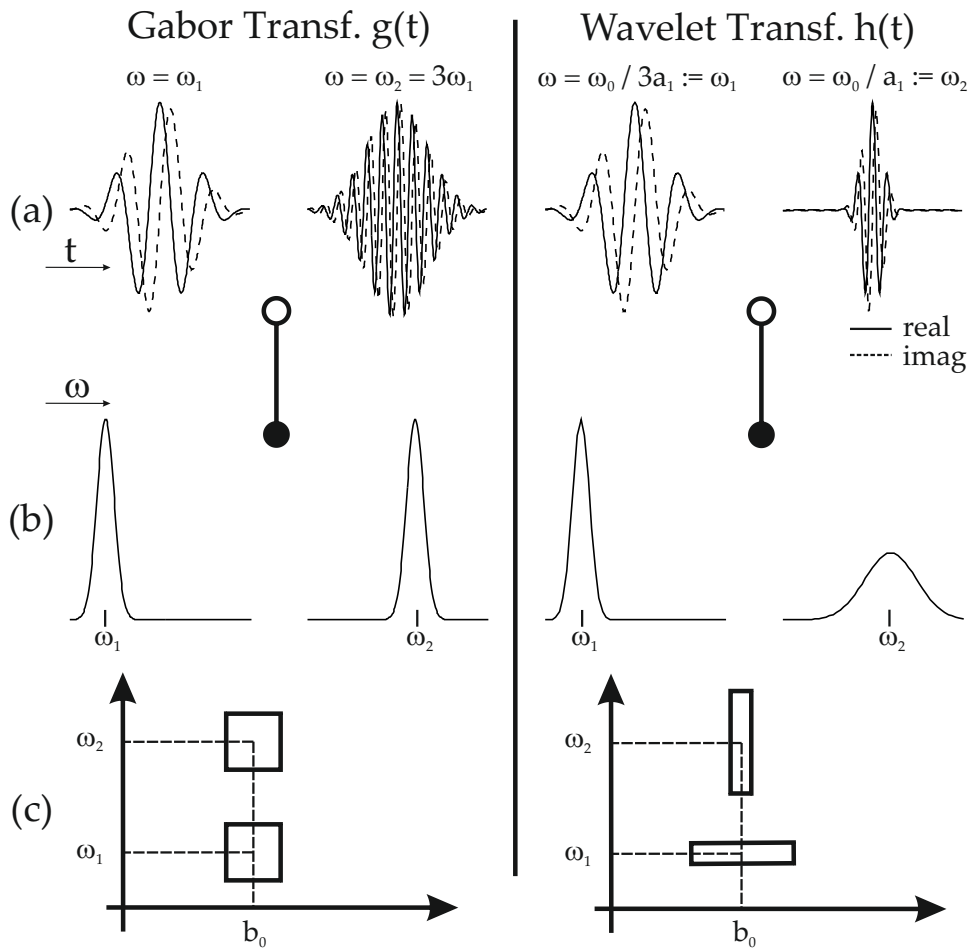 Gabor Transf. g(t)
Wavelet Transf. h(t)
ω = ω₁
ω = ω₂ = 3ω₁
ω = ω₀ / 3a₁ := ω₁
ω = ω₀ / a₁ := ω₂
(a)
t
real
imag
ω
(b)
ω₁
ω₂
ω₁
ω₂
(c)
ω₂
ω₁
b₀
ω₂
ω₁
b₀